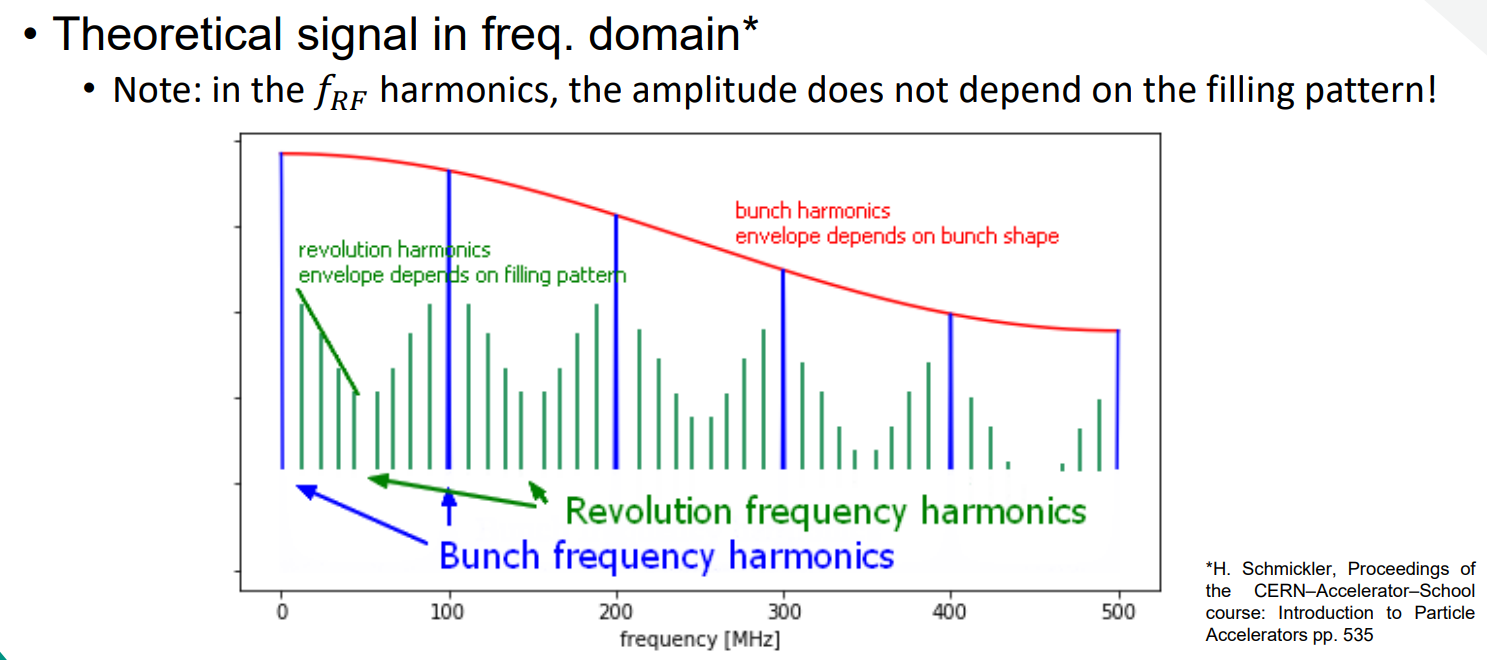 • Theoretical signal in freq. domain*
• Note: in the f_RF harmonics, the amplitude does not depend on the filling pattern!
bunch harmonics
envelope depends on bunch shape
revolution harmonics
envelope depends on filling pattern
Revolution frequency harmonics
Bunch frequency harmonics
0 100 200 300 400 500
frequency [MHz]
*H. Schmickler, Proceedings of
the CERN–Accelerator–School
course: Introduction to Particle
Accelerators pp. 535